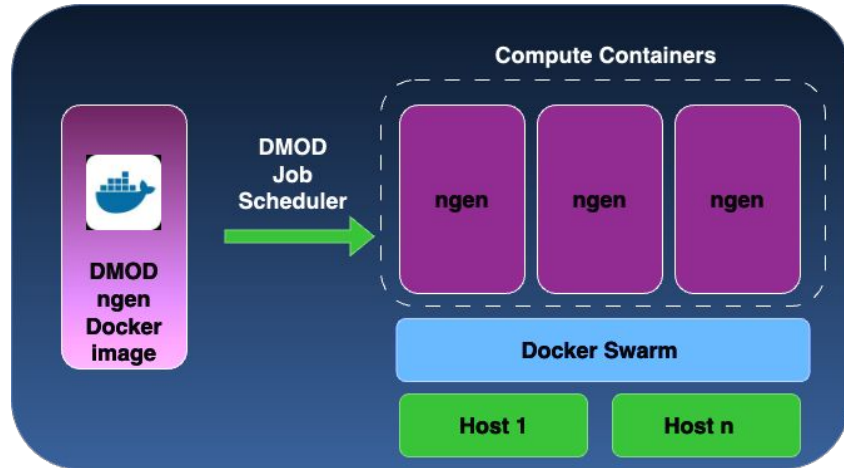 Compute Containers
DMOD
Job
Scheduler
DMOD
ngen
Docker
image
ngen
ngen
ngen
Docker Swarm
Host 1
Host n